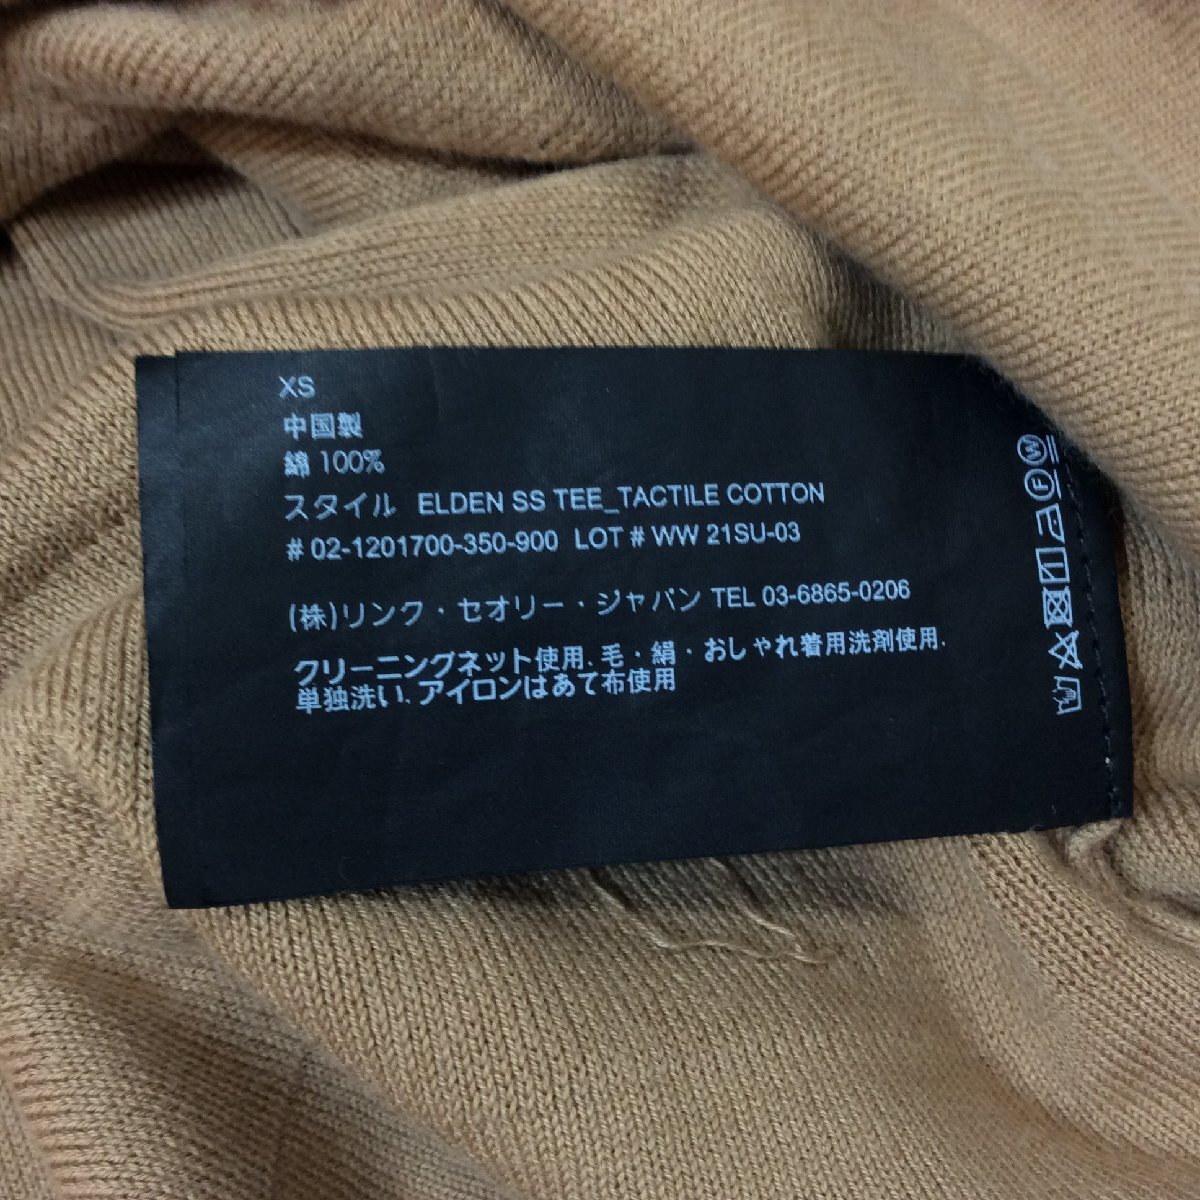 XS
中国製
綿 100%
スタイル ELDEN SS TEE_TACTILE COTTON
# 02-1201700-350-900 LOT # WW 21SU-03
(株)リンク・セオリー・ジャパン TEL 03-6865-0206
クリーニングネット使用. 毛・絹・おしゃれ着用洗剤使用.
単独洗い. アイロンはあて布使用
W
F